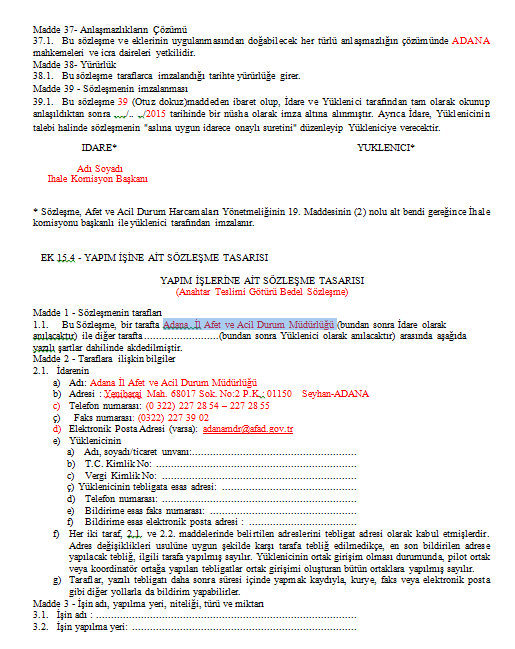 Madde 37- Anlaşmazlıkların Çözümü
37.1. Bu sözleşme ve eklerinin uygulanmasından doğabilecek her türlü anlaşmazlığın çözümünde ADANA
mahkemeleri ve icra daireleri yetkilidir.
Madde 38- Yürürlük
38.1. Bu sözleşme taraflarca imzalandığı tarihte yürürlüğe girer.
Madde 39 - Sözleşmenin imzalanması
39.1. Bu sözleşme 39 (Otuz dokuz)maddeden ibaret olup, İdare ve Yüklenici tarafından tam olarak okunup
anlaşıldıktan sonra .../.. ../2015 tarihinde bir nüsha olarak imza altına alınmıştır. Ayrıca İdare, Yüklenicinin
talebi halinde sözleşmenin "aslına uygun idarece onaylı suretini" düzenleyip Yükleniciye verecektir.
IDARE* YUKLENICI*
Adı Soyadı
İhale Komisyon Başkanı
* Sözleşme, Afet ve Acil Durum Harcamaları Yönetmeliğinin 19. Maddesinin (2) nolu alt bendi gereğince İhale
komisyonu başkanlı ile yüklenici tarafından imzalanır.
EK 15.4 - YAPIM İŞİNE AİT SÖZLEŞME TASARISI
YAPIM İŞLERİNE AİT SÖZLEŞME TASARISI
(Anahtar Teslimi Götürü Bedel Sözleşme)
Madde 1 - Sözleşmenin tarafları
1.1. Bu Sözleşme, bir tarafta Adana İl Afet ve Acil Durum Müdürlüğü (bundan sonra İdare olarak
anılacaktır) ile diğer tarafta ......................... (bundan sonra Yüklenici olarak anılacaktır) arasında aşağıda
yazılı şartlar dahilinde akdedilmiştir.
Madde 2 - Taraflara ilişkin bilgiler
2.1. İdarenin
a) Adı: Adana İl Afet ve Acil Durum Müdürlüğü
b) Adresi : Yenibaraj Mah. 68017 Sok. No:2 P.K.: 01150 Seyhan-ADANA
c) Telefon numarası: (0 322) 227 28 54 – 227 28 55
ç) Faks numarası: (0322) 227 39 02
d) Elektronik Posta Adresi (varsa): adanamdr@afad.gov.tr
e) Yüklenicinin
a) Adı, soyadı/ticaret unvanı:.......................................................
b) T.C. Kimlik No: ...................................................................
c) Vergi Kimlik No: .................................................................
ç) Yüklenicinin tebligata esas adresi: .............................................
d) Telefon numarası: .................................................................
e) Bildirime esas faks numarası: .................................................
f) Bildirime esas elektronik posta adresi : ....................................
f) Her iki taraf, 2.1. ve 2.2. maddelerinde belirtilen adreslerini tebligat adresi olarak kabul etmişlerdir.
Adres değişiklikleri usulüne uygun şekilde karşı tarafa tebliğ edilmedikçe, en son bildirilen adrese
yapılacak tebliğ, ilgili tarafa yapılmış sayılır. Yüklenicinin ortak girişim olması durumunda, pilot ortak
veya koordinatör ortağa yapılan tebligatlar ortak girişimi oluşturan bütün ortaklara yapılmış sayılır.
g) Taraflar, yazılı tebligatı daha sonra süresi içinde yapmak kaydıyla, kurye, faks veya elektronik posta
gibi diğer yollarla da bildirim yapabilirler.
Madde 3 - İşin adı, yapılma yeri, niteliği, türü ve miktarı
3.1. İşin adı : .......................................................................................
3.2. İşin yapılma yeri: ...........................................................................